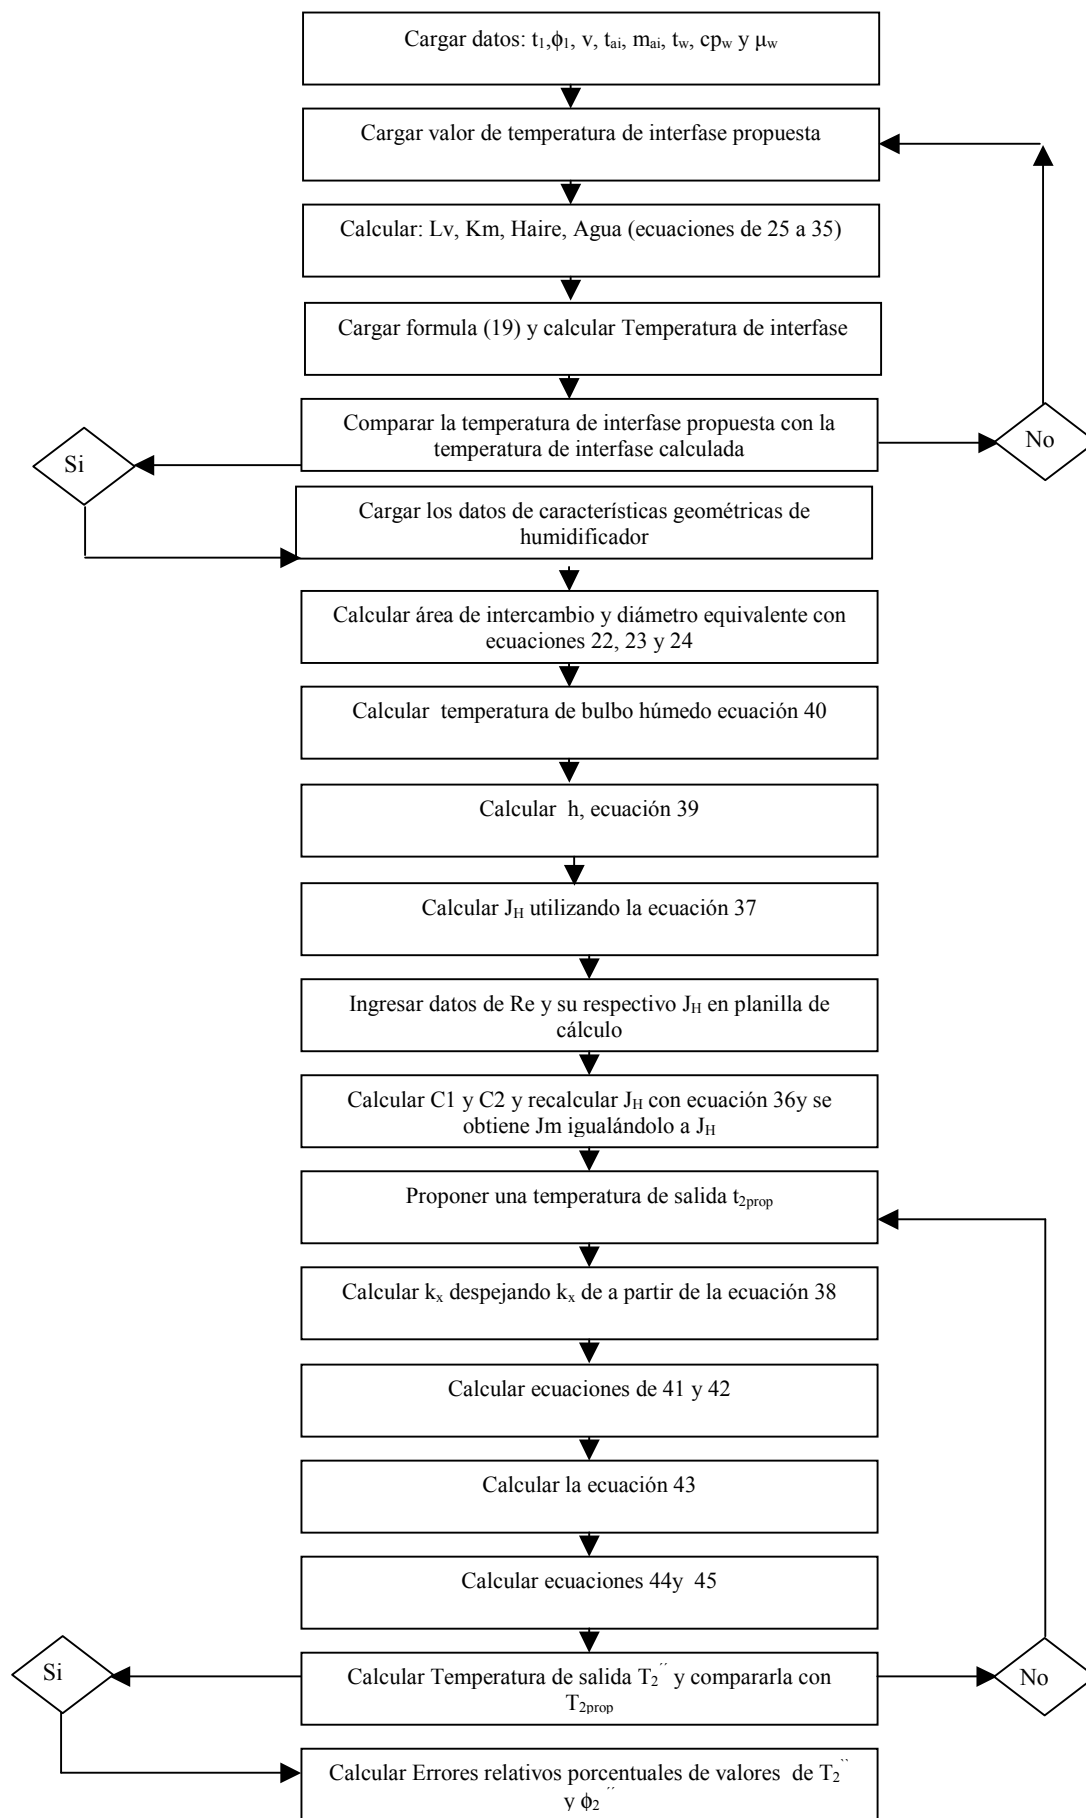 Cargar datos: t₁,ϕ₁, v, tₐᵢ, mₐᵢ, t_w, cp_w y μ_w
Cargar valor de temperatura de interfase propuesta
Calcular: Lv, Km, Haire, Agua (ecuaciones de 25 a 35)
Cargar formula (19) y calcular Temperatura de interfase
Comparar la temperatura de interfase propuesta con la
temperatura de interfase calculada
No
Si
Cargar los datos de características geométricas de
humidificador
Calcular área de intercambio y diámetro equivalente con
ecuaciones 22, 23 y 24
Calcular temperatura de bulbo húmedo ecuación 40
Calcular h, ecuación 39
Calcular J_H utilizando la ecuación 37
Ingresar datos de Re y su respectivo J_H en planilla de
cálculo
Calcular C1 y C2 y recalcular J_H con ecuación 36y se
obtiene Jm igualándolo a J_H
Proponer una temperatura de salida t₂prop
Calcular kₓ despejando kₓ de a partir de la ecuación 38
Calcular ecuaciones de 41 y 42
Calcular la ecuación 43
Calcular ecuaciones 44y 45
Si
Calcular Temperatura de salida T₂´´ y compararla con
T₂prop
No
Calcular Errores relativos porcentuales de valores de T₂``
y ϕ₂´´